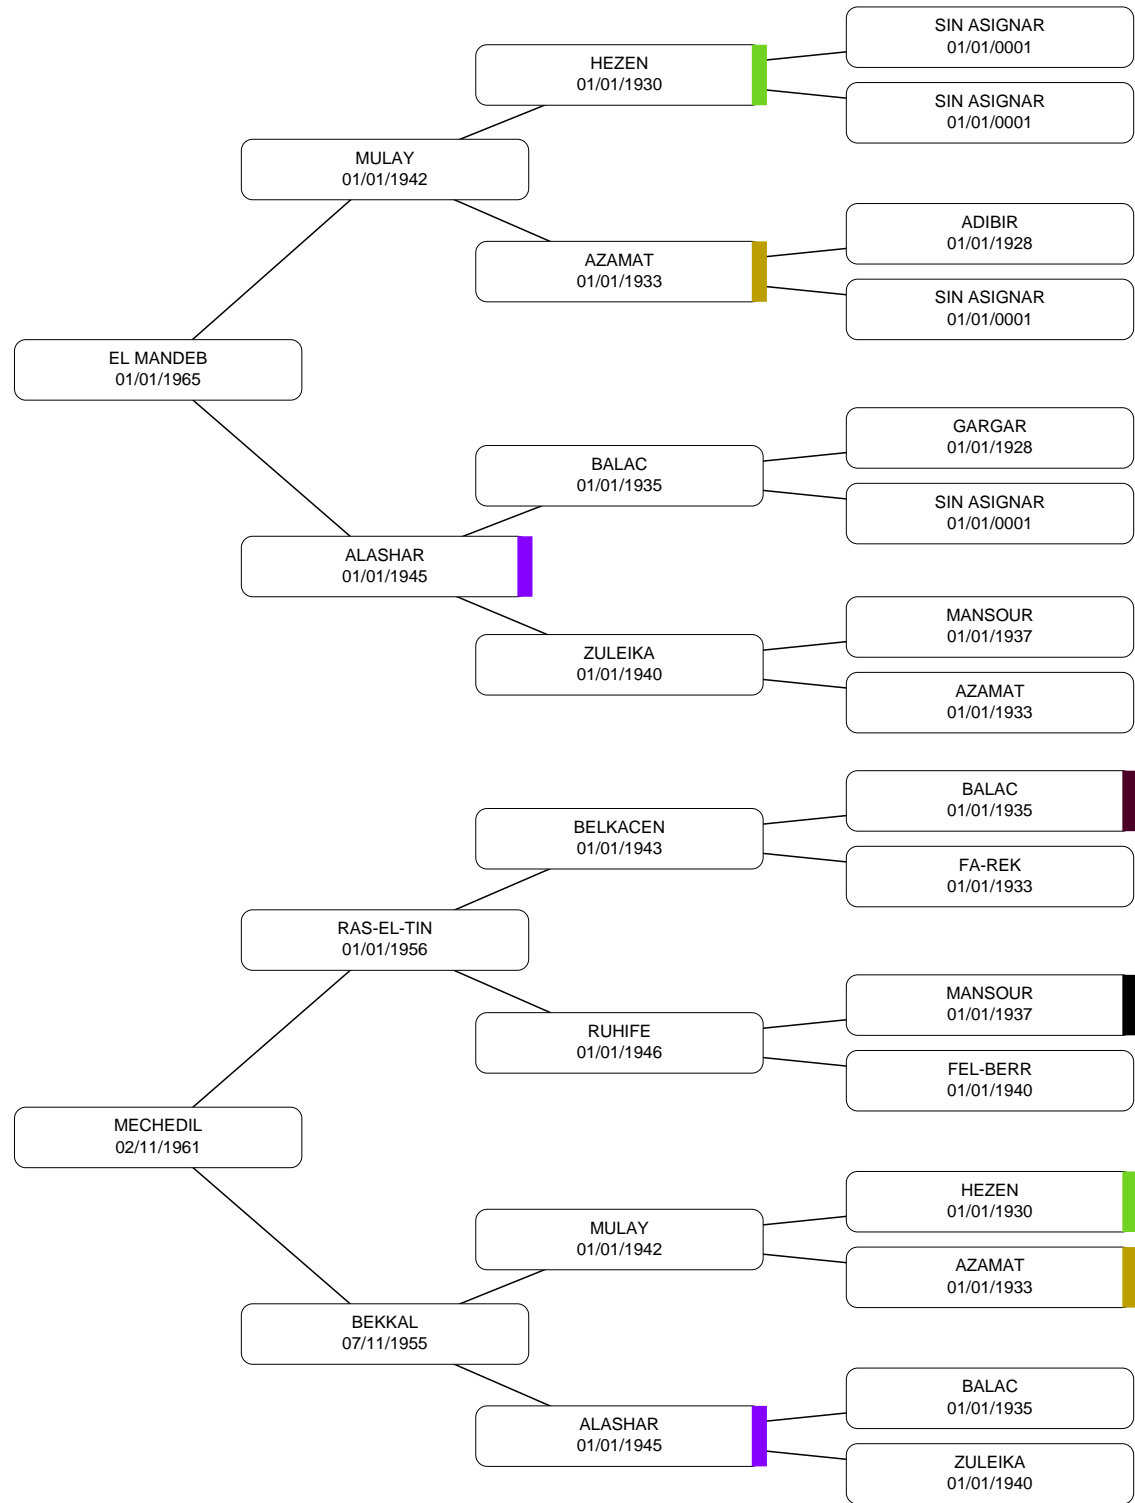 SIN ASIGNAR
01/01/0001
HEZEN
01/01/1930
SIN ASIGNAR
01/01/0001
MULAY
01/01/1942
ADIBIR
01/01/1928
AZAMAT
01/01/1933
SIN ASIGNAR
01/01/0001
EL MANDEB
01/01/1965
GARGAR
01/01/1928
BALAC
01/01/1935
SIN ASIGNAR
01/01/0001
ALASHAR
01/01/1945
MANSOUR
01/01/1937
ZULEIKA
01/01/1940
AZAMAT
01/01/1933
BALAC
01/01/1935
BELKACEN
01/01/1943
FA-REK
01/01/1933
RAS-EL-TIN
01/01/1956
MANSOUR
01/01/1937
RUHIFE
01/01/1946
FEL-BERR
01/01/1940
MECHEDIL
02/11/1961
HEZEN
01/01/1930
MULAY
01/01/1942
AZAMAT
01/01/1933
BEKKAL
07/11/1955
BALAC
01/01/1935
ALASHAR
01/01/1945
ZULEIKA
01/01/1940